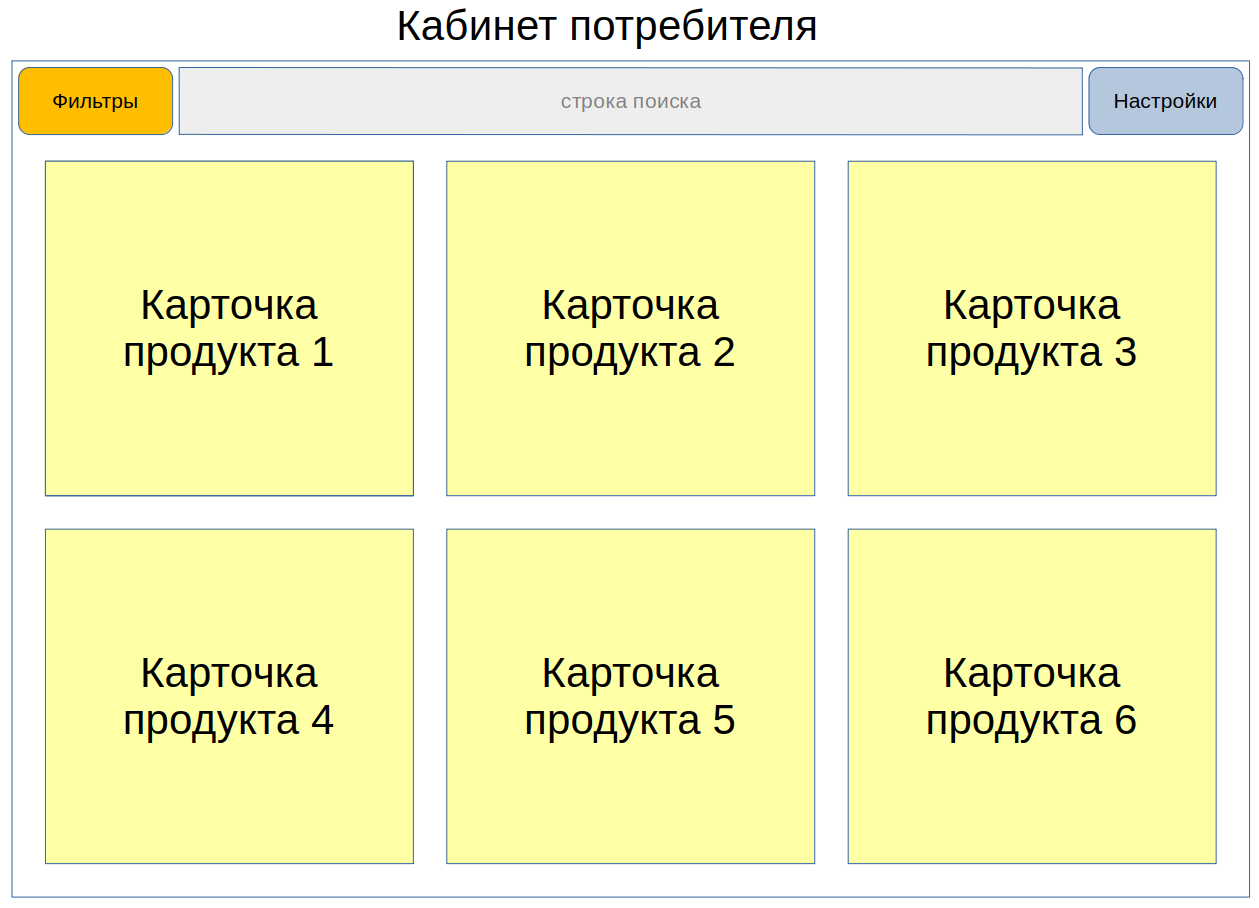 Кабинет потребителя
Фильтры
строка поиска
Настройки
Карточка
продукта 1
Карточка
продукта 2
Карточка
продукта 3
Карточка
продукта 4
Карточка
продукта 5
Карточка
продукта 6